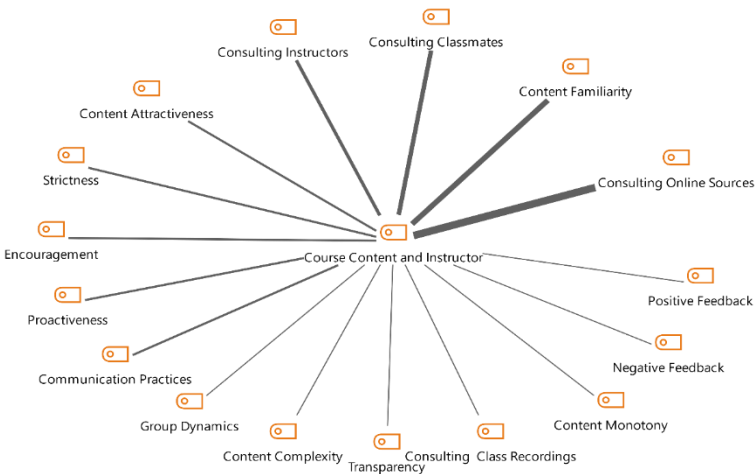 Consulting Classmates
Consulting Instructors
Content Familiarity
Content Attractiveness
Strictness
Consulting Online Sources
Encouragement
Course Content and Instructor
Positive Feedback
Proactiveness
Negative Feedback
Communication Practices
Group Dynamics
Content Monotony
Content Complexity
Consulting Class Recordings
Transparency